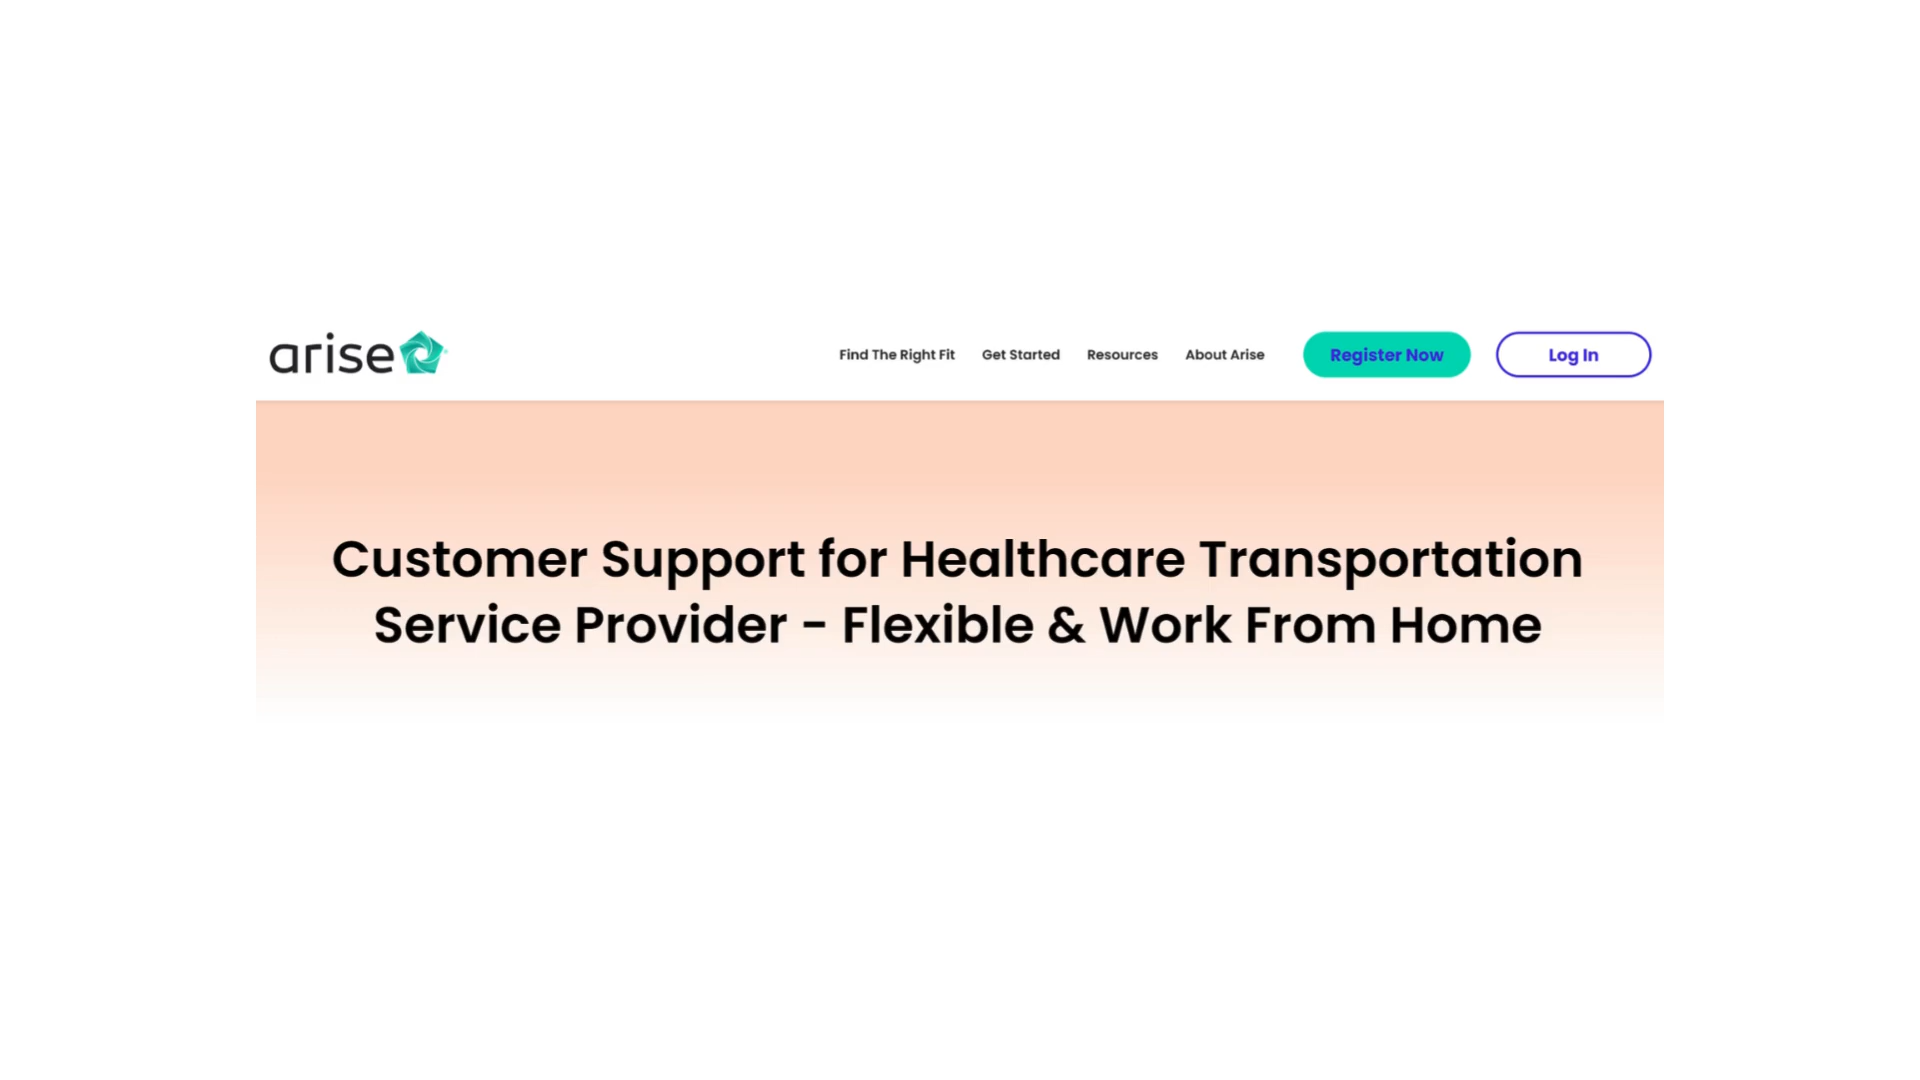 arise
Find The Right Fit
Get Started
Resources
About Arise
Register Now
Log In
Customer Support for Healthcare Transportation
Service Provider - Flexible & Work From Home